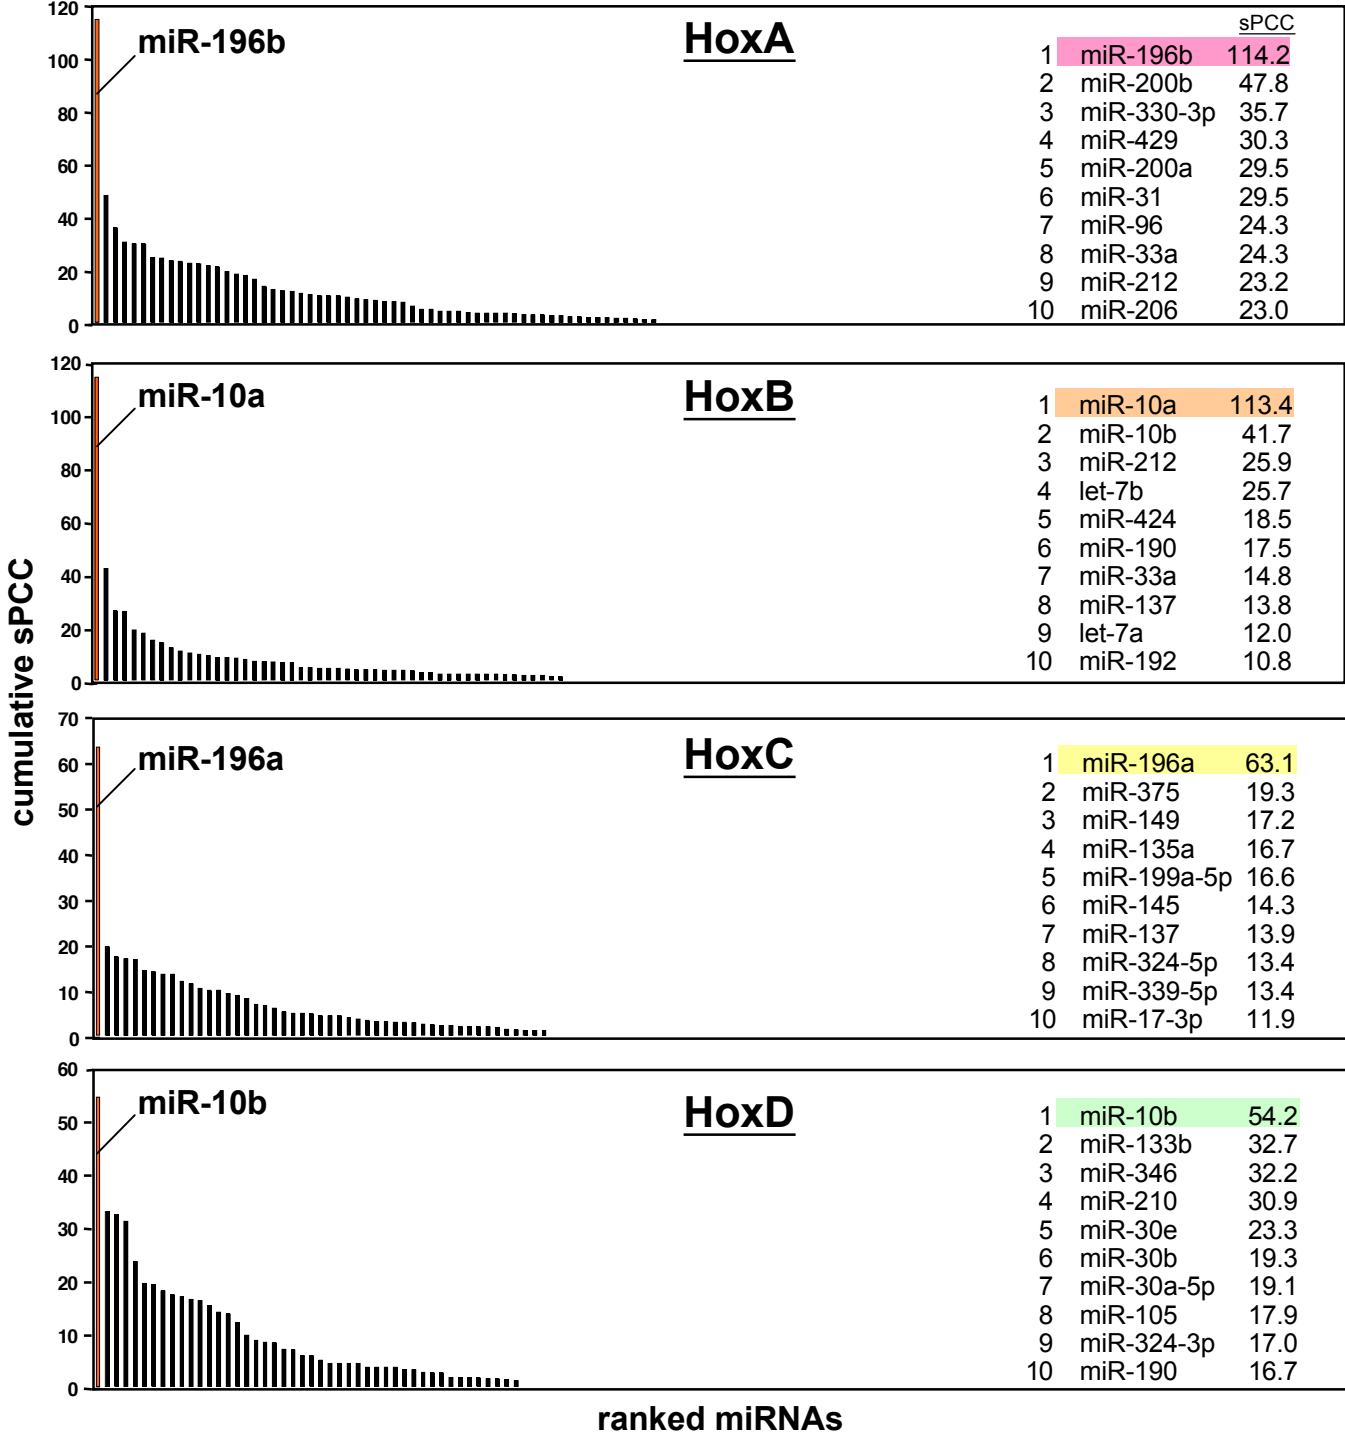 cumulative sPCC
120
100
80
60
40
20
0
miR-196b
HoxA
sPCC
1 miR-196b 114.2
2 miR-200b 47.8
3 miR-330-3p 35.7
4 miR-429 30.3
5 miR-200a 29.5
6 miR-31 29.5
7 miR-96 24.3
8 miR-33a 24.3
9 miR-212 23.2
10 miR-206 23.0
120
100
80
60
40
20
0
miR-10a
HoxB
1 miR-10a 113.4
2 miR-10b 41.7
3 miR-212 25.9
4 let-7b 25.7
5 miR-424 18.5
6 miR-190 17.5
7 miR-33a 14.8
8 miR-137 13.8
9 let-7a 12.0
10 miR-192 10.8
70
60
50
40
30
20
10
0
miR-196a
HoxC
1 miR-196a 63.1
2 miR-375 19.3
3 miR-149 17.2
4 miR-135a 16.7
5 miR-199a-5p 16.6
6 miR-145 14.3
7 miR-137 13.9
8 miR-324-5p 13.4
9 miR-339-5p 13.4
10 miR-17-3p 11.9
60
50
40
30
20
10
0
miR-10b
HoxD
1 miR-10b 54.2
2 miR-133b 32.7
3 miR-346 32.2
4 miR-210 30.9
5 miR-30e 23.3
6 miR-30b 19.3
7 miR-30a-5p 19.1
8 miR-105 17.9
9 miR-324-3p 17.0
10 miR-190 16.7
ranked miRNAs